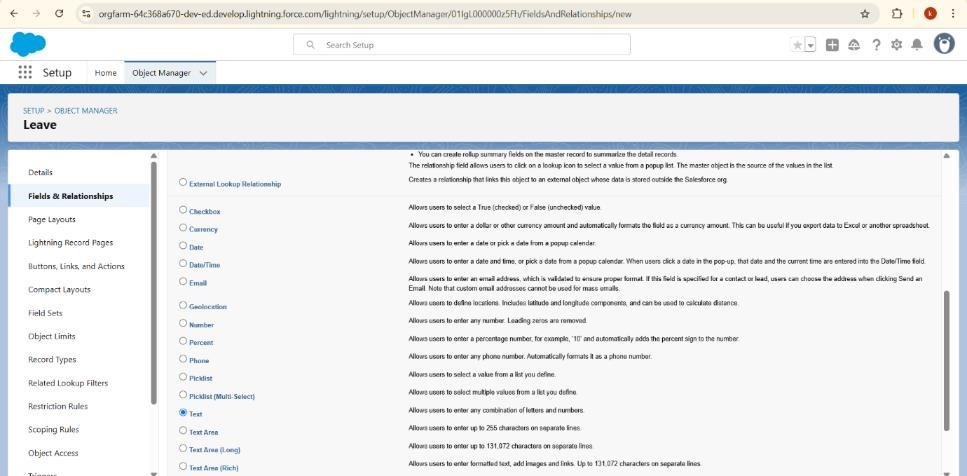 orgfarm-64c368a670-dev-ed.develop.lightning.force.com/lightning/setup/ObjectManager/01IgL000000z5Fh/FieldsAndRelationships/new
k
Search Setup
Setup
Home
Object Manager
SETUP > OBJECT MANAGER
Leave
Details
Fields & Relationships
Page Layouts
Lightning Record Pages
Buttons, Links, and Actions
Compact Layouts
Field Sets
Object Limits
Record Types
Related Lookup Filters
Restriction Rules
Scoping Rules
Object Access
Triggers
• You can create rollup summary fields on the master record to summarize the detail records.
The relationship field allows users to click on a lookup icon to select a value from a popup list. The master object is the source of the values in the list.
External Lookup Relationship Creates a relationship that links this object to an external object whose data is stored outside the Salesforce org.
Checkbox Allows users to select a True (checked) or False (unchecked) value.
Currency Allows users to enter a dollar or other currency amount and automatically formats the field as a currency amount. This can be useful if you export data to Excel or another spreadsheet.
Date Allows users to enter a date or pick a date from a popup calendar.
Date/Time Allows users to enter a date and time, or pick a date from a popup calendar. When users click a date in the pop-up, that date and the current time are entered into the Date/Time field.
Email Allows users to enter an email address, which is validated to ensure proper format. If this field is specified for a contact or lead, users can choose the address when clicking Send an
Email. Note that custom email addresses cannot be used for mass emails.
Geolocation Allows users to define locations. Includes latitude and longitude components, and can be used to calculate distance.
Number Allows users to enter any number. Leading zeros are removed.
Percent Allows users to enter a percentage number, for example, '10' and automatically adds the percent sign to the number.
Phone Allows users to enter any phone number. Automatically formats it as a phone number.
Picklist Allows users to select a value from a list you define.
Picklist (Multi-Select) Allows users to select multiple values from a list you define.
Text Allows users to enter any combination of letters and numbers.
Text Area Allows users to enter up to 255 characters on separate lines.
Text Area (Long) Allows users to enter up to 131,072 characters on separate lines.
Text Area (Rich) Allows users to enter formatted text, add images and links. Up to 131,072 characters on separate lines.